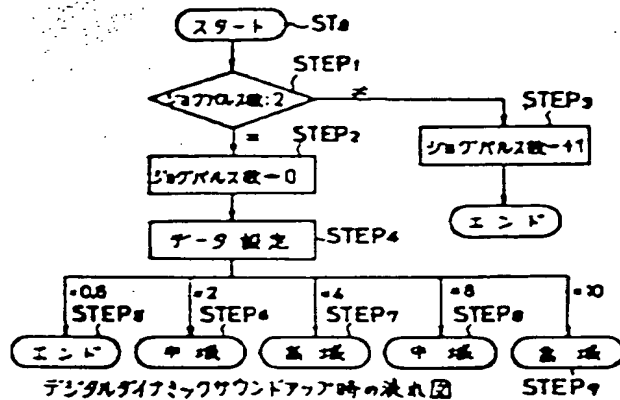 スタート
STa
STEP1
ジョグパルス数:2
≠
STEP3
=
STEP2
ジョグパルス数←0
ジョグパルス数←+1
エンド
データ設定
STEP4
=0.6
=2
=4
=8
=10
STEP5
STEP6
STEP7
STEP8
エンド
中域
高域
中域
高域
デジタルダイナミックサウンドアップ時の流れ図
STEP9